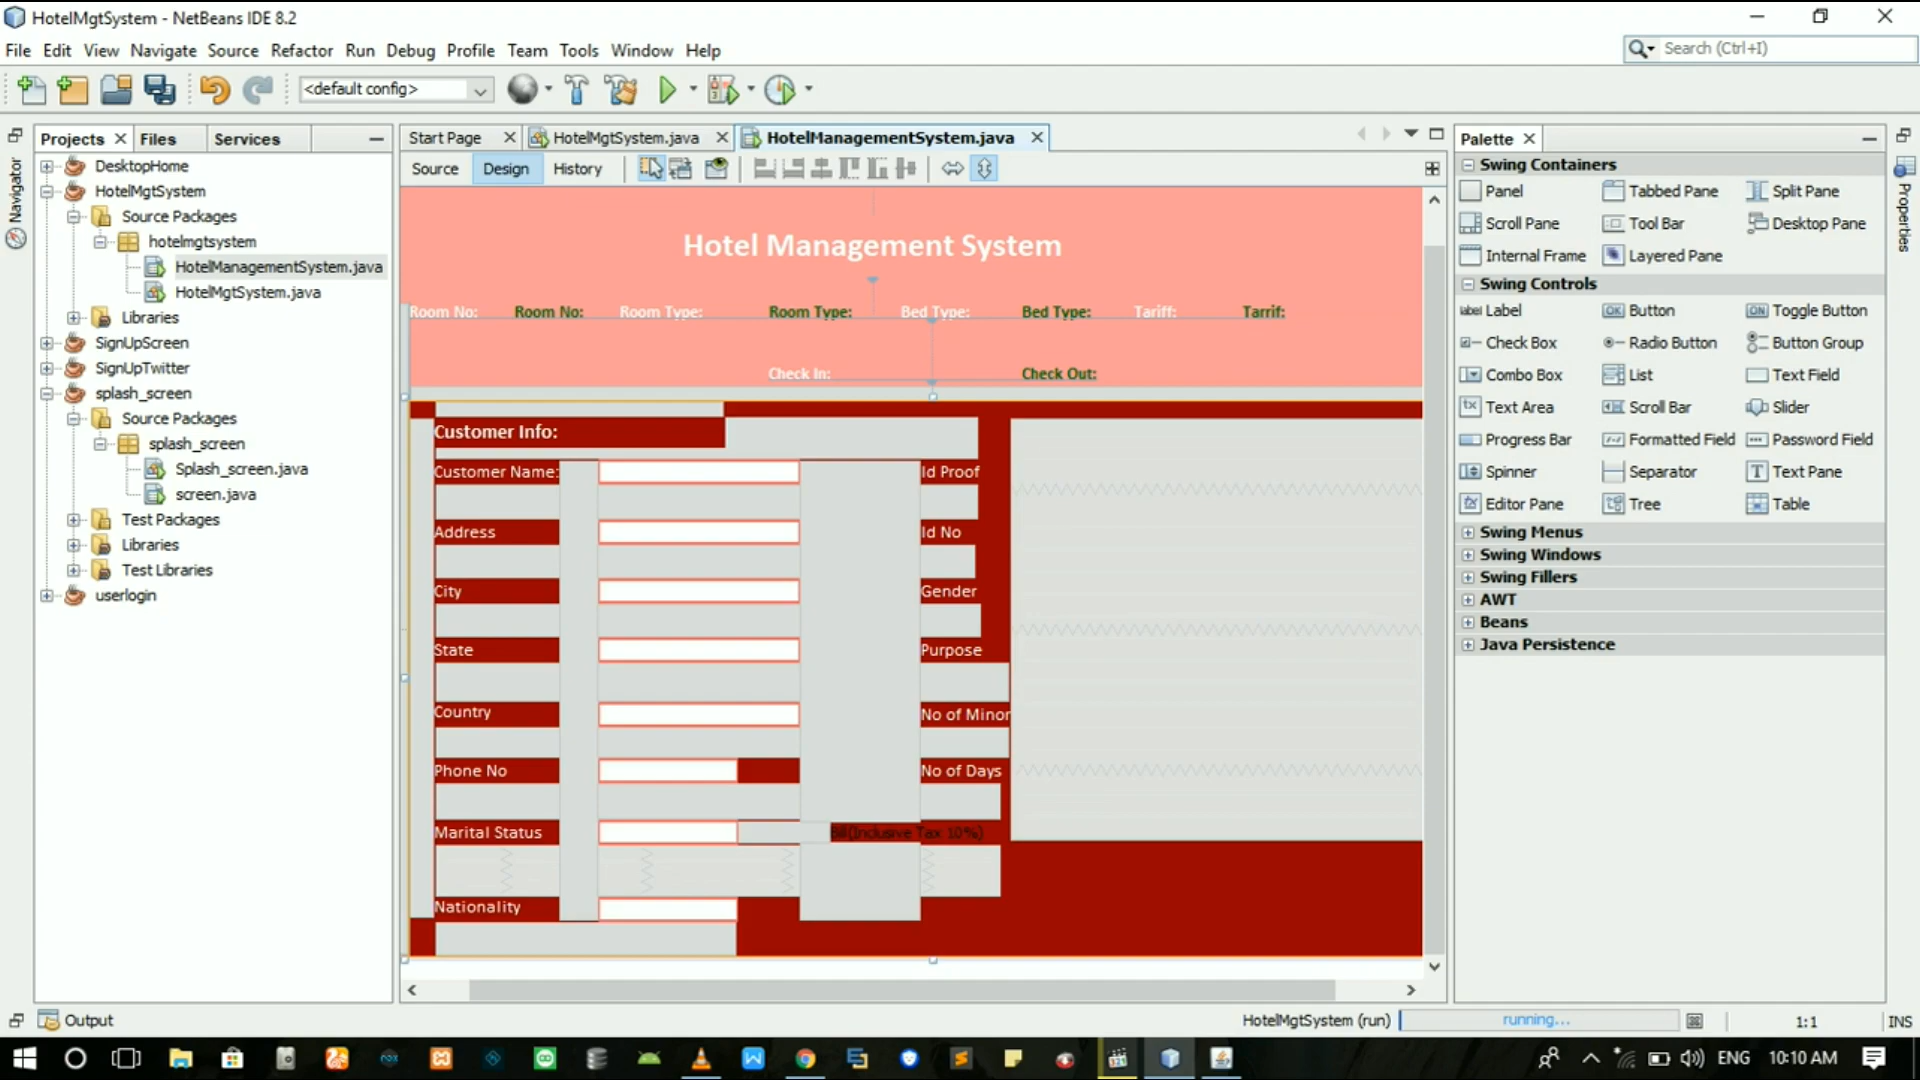 HotelMgtSystem - NetBeans IDE 8.2
File Edit View Navigate Source Refactor Run Debug Profile Team Tools Window Help
Search (Ctrl+I)
<default config>
Projects Files Services
Start Page HotelMgtSystem.java HotelManagementSystem.java
Palette
Navigator
Source Design History
DesktopHome
HotelMgtSystem
Source Packages
hotelmgtsystem
HotelManagementSystem.java
HotelMgtSystem.java
Libraries
SignUpScreen
SignUpTwitter
splash_screen
Source Packages
splash_screen
Splash_screen.java
screen.java
Test Packages
Libraries
Test Libraries
userlogin
Hotel Management System
Room No: Room No: Room Type: Room Type: Bed Type: Bed Type: Tariff: Tarrif:
Check In: Check Out:
Customer Info:
Customer Name: Id Proof
Address Id No
City Gender
State Purpose
Country No of Minor
Phone No No of Days
Marital Status Bill(Inclusive Tax 10%)
Nationality
Swing Containers
Panel Tabbed Pane Split Pane
Scroll Pane Tool Bar Desktop Pane
Internal Frame Layered Pane
Swing Controls
label Label OK Button ON Toggle Button
Check Box Radio Button Button Group
Combo Box List Text Field
Text Area Scroll Bar Slider
Progress Bar Formatted Field Password Field
Spinner Separator Text Pane
Editor Pane Tree Table
Swing Menus
Swing Windows
Swing Fillers
AWT
Beans
Java Persistence
Properties
Output
HotelMgtSystem (run) running... 1:1 INS
ENG 10:10 AM